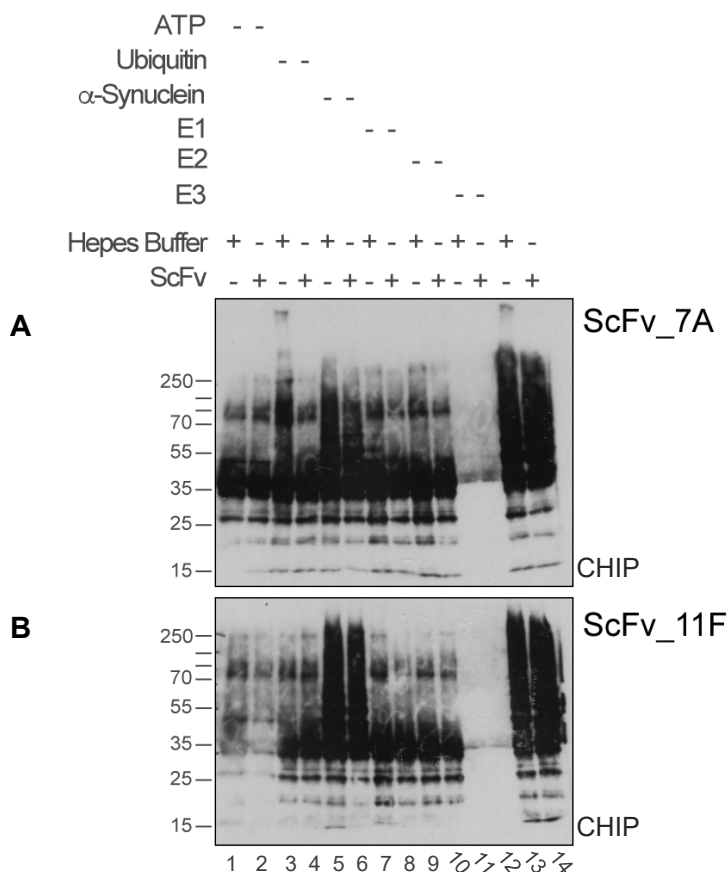 ATP - -
Ubiquitin - -
α-Synuclein - -
E1 - -
E2 - -
E3 - -
Hepes Buffer + - + - + - + - + - + - + -
ScFv - + - + - + - + - + - + - +
A
ScFv_7A
250
70
55
35
25
15
CHIP
B
ScFv_11F
250
70
55
35
25
15
CHIP
1 2 3 4 5 6 7 8 9 10 11 12 13 14